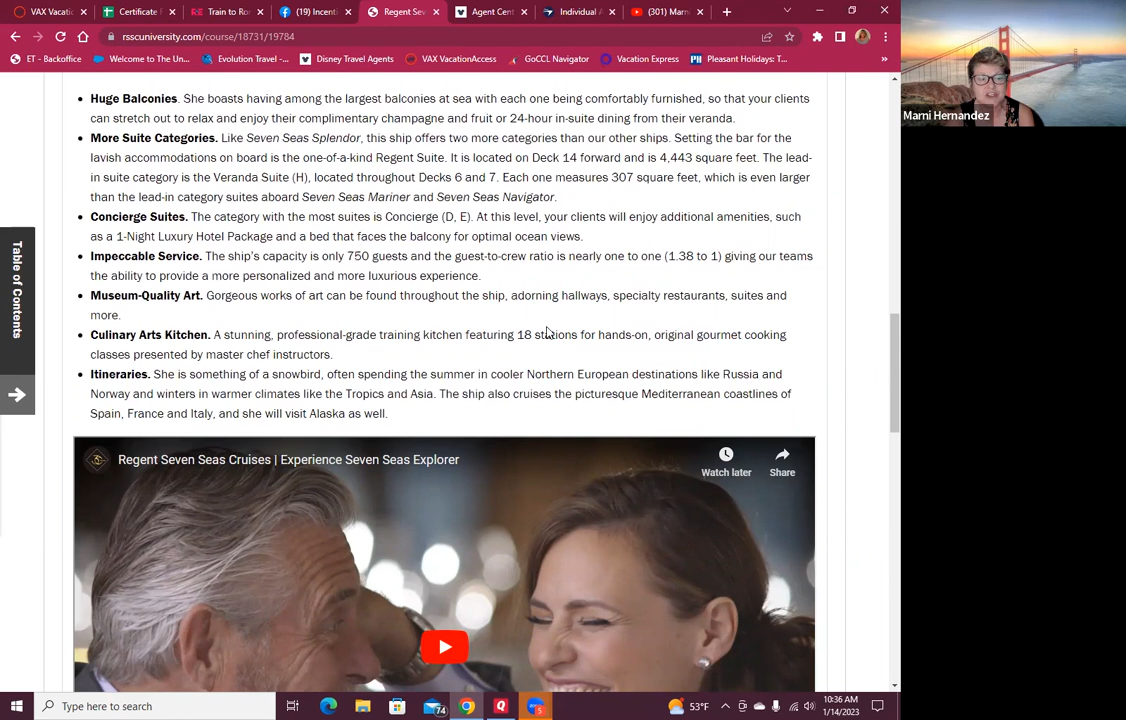 VAX Vacati
Certificate
Train to Ro
(19) Incenti
Regent Sev
Agent Cent
Individual
(301) Marn
rsscuniversity.com/course/18731/19784
ET - Backoffice
Welcome to The Un...
Evolution Travel -...
Disney Travel Agents
VAX VacationAccess
GoCCL Navigator
Vacation Express
Pleasant Holidays: T...
»
Marni Hernandez
Table of Contents
• Huge Balconies. She boasts having among the largest balconies at sea with each one being comfortably furnished, so that your clients
can stretch out to relax and enjoy their complimentary champagne and fruit or 24-hour in-suite dining from their veranda.
• More Suite Categories. Like Seven Seas Splendor, this ship offers two more categories than our other ships. Setting the bar for the
lavish accommodations on board is the one-of-a-kind Regent Suite. It is located on Deck 14 forward and is 4,443 square feet. The lead-
in suite category is the Veranda Suite (H), located throughout Decks 6 and 7. Each one measures 307 square feet, which is even larger
than the lead-in category suites aboard Seven Seas Mariner and Seven Seas Navigator.
• Concierge Suites. The category with the most suites is Concierge (D, E). At this level, your clients will enjoy additional amenities, such
as a 1-Night Luxury Hotel Package and a bed that faces the balcony for optimal ocean views.
• Impeccable Service. The ship's capacity is only 750 guests and the guest-to-crew ratio is nearly one to one (1.38 to 1) giving our teams
the ability to provide a more personalized and more luxurious experience.
• Museum-Quality Art. Gorgeous works of art can be found throughout the ship, adorning hallways, specialty restaurants, suites and
more.
• Culinary Arts Kitchen. A stunning, professional-grade training kitchen featuring 18 stations for hands-on, original gourmet cooking
classes presented by master chef instructors.
• Itineraries. She is something of a snowbird, often spending the summer in cooler Northern European destinations like Russia and
Norway and winters in warmer climates like the Tropics and Asia. The ship also cruises the picturesque Mediterranean coastlines of
Spain, France and Italy, and she will visit Alaska as well.
Regent Seven Seas Cruises | Experience Seven Seas Explorer
Watch later
Share
Type here to search
74
5
53°F
10:36 AM
1/14/2023